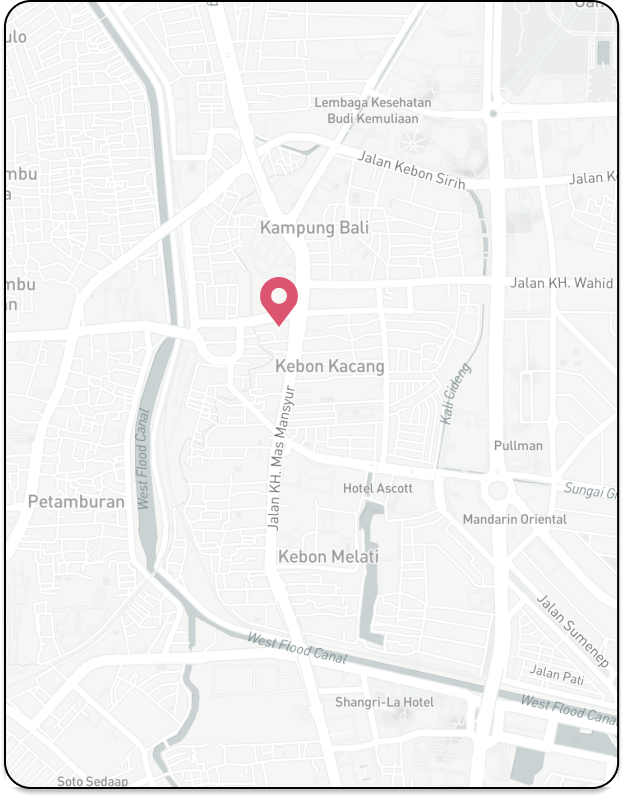 ulo
Lembaga Kesehatan
Budi Kemuliaan
mbu
a
Jalan Kebon Sirih
Jalan K
Kampung Bali
mbu
an
Jalan KH. Wahid
Kebon Kacang
Kali Cideng
Jalan KH. Mas Mansyur
West Flood Canal
Pullman
Petamburan
Hotel Ascott
Sungai G
Mandarin Oriental
Kebon Melati
Jalan Sumenep
West Flood Canal
Jalan Pati
Shangri-La Hotel
West Flood Cana
Soto Sedaap